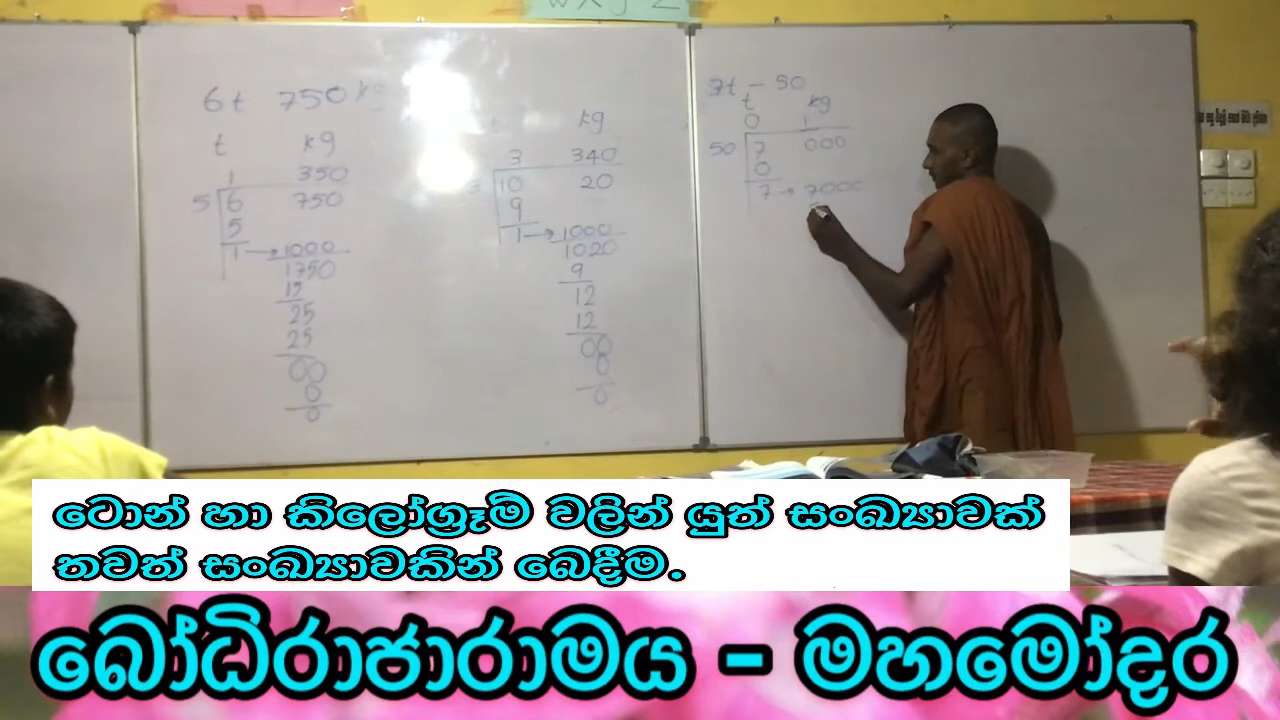 W X Y Z
6t 750 kg
t kg
1 350
5 6 750
5
1 → 1000
1750
15
25
25
00
0
0
kg
3 340
3 10 20
9
1 → 1000
1020
9
12
12
00
0
0
7t - 50
t kg
0 1
50 7 000
0
7 → 7000
ටොන් හා කිලෝග්‍රෑම් වලින් යුත් සංඛ්‍යාවක්
තවත් සංඛ්‍යාවකින් බෙදීම.
බෝධිරාජාරාමය - මහමෝදර